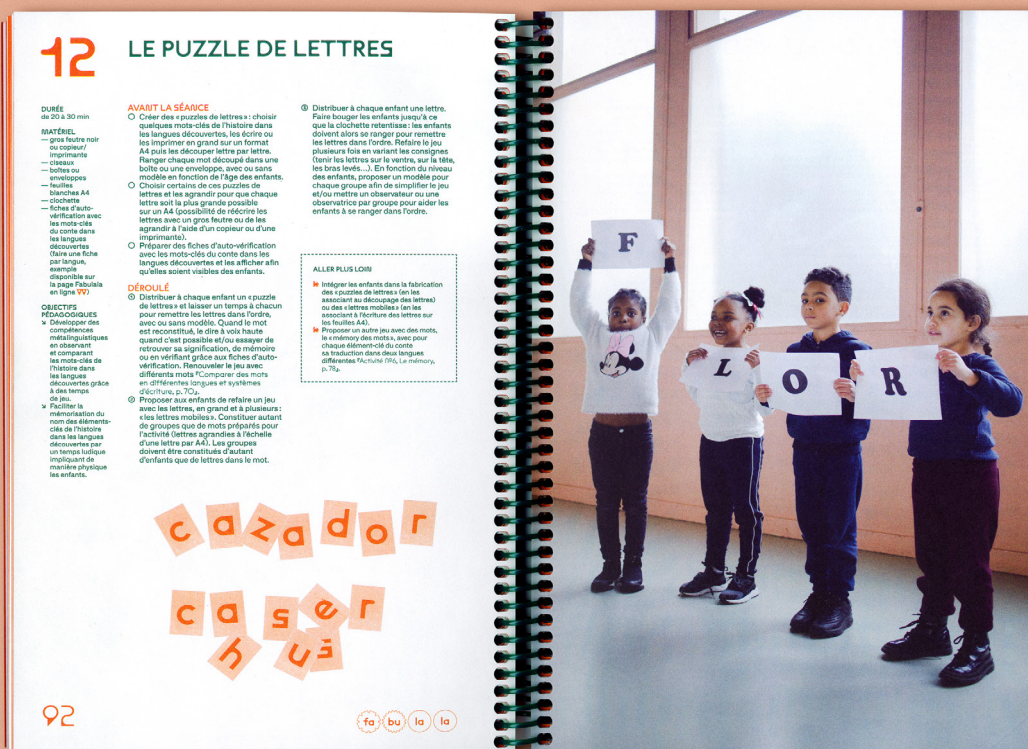 12
LE PUZZLE DE LETTRES
DURÉE
de 20 à 30 min
MATÉRIEL
— gros feutre noir
ou copieur/
imprimante
— ciseaux
— boîtes ou
enveloppes
— feuilles
blanches A4
— clochette
— fiches d'auto-
vérification avec
les mots-clés
du conte dans
les langues
découvertes
(faire une fiche
par langue,
exemple
disponible sur
la page Fabulala
en ligne)
OBJECTIFS
PÉDAGOGIQUES
↘ Développer des
compétences
métalinguistiques
en observant
et comparant
les mots-clés de
l'histoire dans
les langues
découvertes grâce
à des temps
de jeu.
↘ Faciliter la
mémorisation du
nom des éléments-
clés de l'histoire
dans les langues
découvertes par
un temps ludique
impliquant de
manière physique
les enfants.
AVANT LA SÉANCE
○ Créer des «puzzles de lettres»: choisir
quelques mots-clés de l'histoire dans
les langues découvertes, les écrire ou
les imprimer en grand sur un format
A4 puis les découper lettre par lettre.
Ranger chaque mot découpé dans une
boîte ou une enveloppe, avec ou sans
modèle en fonction de l'âge des enfants.
○ Choisir certains de ces puzzles de
lettres et les agrandir pour que chaque
lettre soit la plus grande possible
sur un A4 (possibilité de réécrire les
lettres avec un gros feutre ou de les
agrandir à l'aide d'un copieur ou d'une
imprimante).
○ Préparer des fiches d'auto-vérification
avec les mots-clés du conte dans les
langues découvertes et les afficher afin
qu'elles soient visibles des enfants.
DÉROULÉ
① Distribuer à chaque enfant un «puzzle
de lettres» et laisser un temps à chacun
pour remettre les lettres dans l'ordre,
avec ou sans modèle. Quand le mot
est reconstitué, le dire à voix haute
quand c'est possible et/ou essayer de
retrouver sa signification, de mémoire
ou en vérifiant grâce aux fiches d'auto-
vérification. Renouveler le jeu avec
différents mots «Comparer des mots
en différentes langues et systèmes
d'écriture, p.70».
② Proposer aux enfants de refaire un jeu
avec les lettres, en grand et à plusieurs:
«les lettres mobiles». Constituer autant
de groupes que de mots préparés pour
l'activité (lettres agrandies à l'échelle
d'une lettre par A4). Les groupes
doivent être constitués d'autant
d'enfants que de lettres dans le mot.
③ Distribuer à chaque enfant une lettre.
Faire bouger les enfants jusqu'à ce
que la clochette retentisse: les enfants
doivent alors se ranger pour remettre
les lettres dans l'ordre. Refaire le jeu
plusieurs fois en variant les consignes
(tenir les lettres sur le ventre, sur la tête,
les bras levés...). En fonction du niveau
des enfants, proposer un modèle pour
chaque groupe afin de simplifier le jeu
et/ou mettre un observateur ou une
observatrice par groupe pour aider les
enfants à se ranger dans l'ordre.
ALLER PLUS LOIN
Intégrer les enfants dans la fabrication
des «puzzles de lettres» (en les
associant au découpage des lettres)
ou des «lettres mobiles» (en les
associant à l'écriture des lettres sur
les feuilles A4).
Proposer un autre jeu avec des mots,
le «memory des mots», avec pour
chaque élément-clé du conte
sa traduction dans deux langues
différentes «Activité n°6, Le mémory,
p.78».
cazador
caser
hus
92
fa bu la la
F
L
O
R